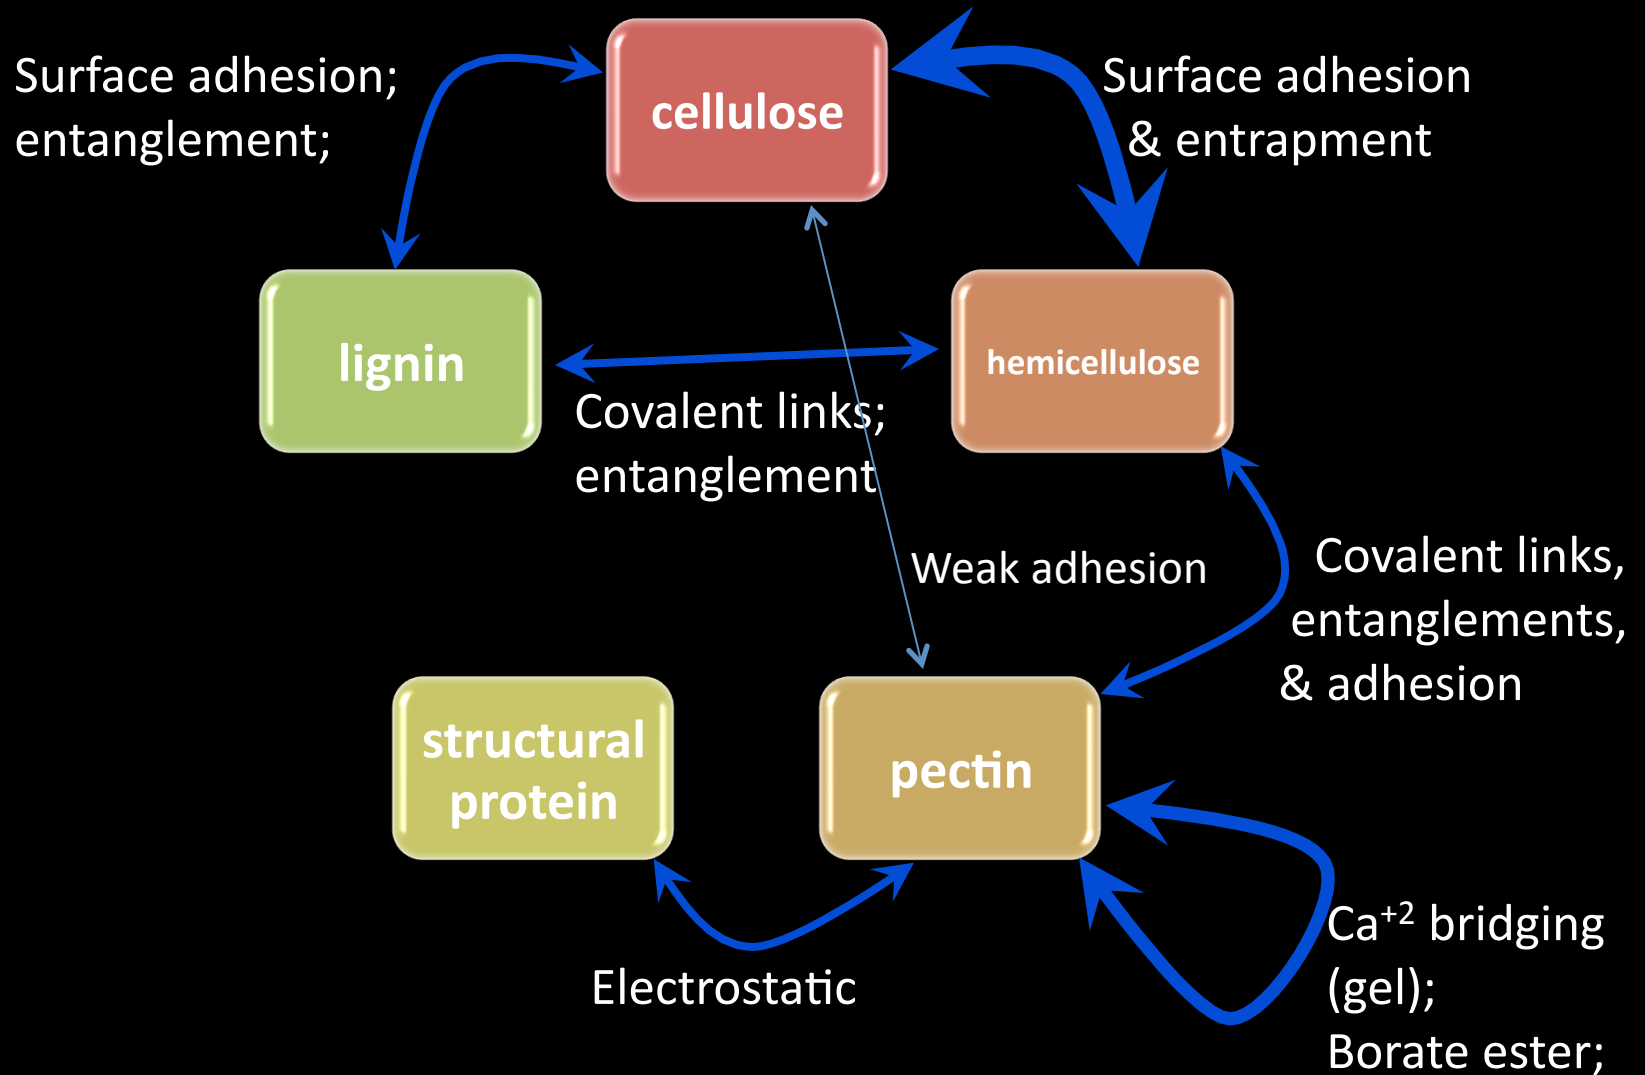 Surface adhesion;
entanglement;
cellulose
Surface adhesion
& entrapment
lignin
hemicellulose
Covalent links;
entanglement
Weak adhesion
Covalent links,
entanglements,
& adhesion
structural
protein
pectin
Electrostatic
Ca⁺² bridging
(gel);
Borate ester;